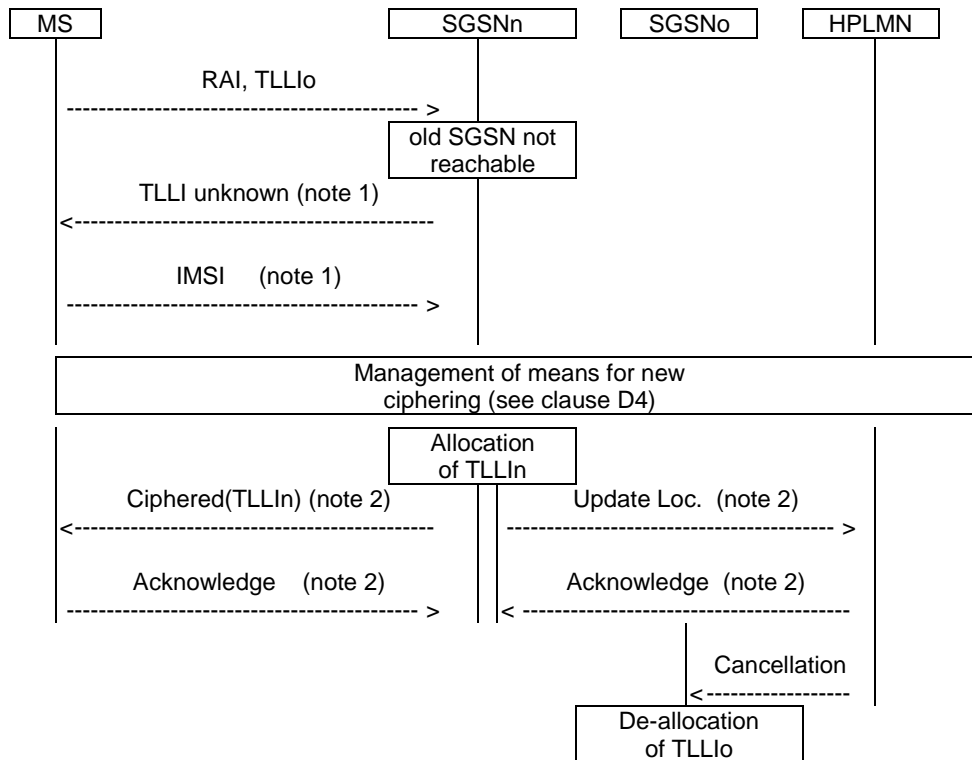 MS SGSNn SGSNo HPLMN
RAI, TLLIo
old SGSN not
reachable
TLLI unknown (note 1)
IMSI (note 1)
Management of means for new
ciphering (see clause D4)
Allocation
of TLLIn
Ciphered(TLLIn) (note 2) Update Loc. (note 2)
Acknowledge (note 2) Acknowledge (note 2)
Cancellation
De-allocation
of TLLIo